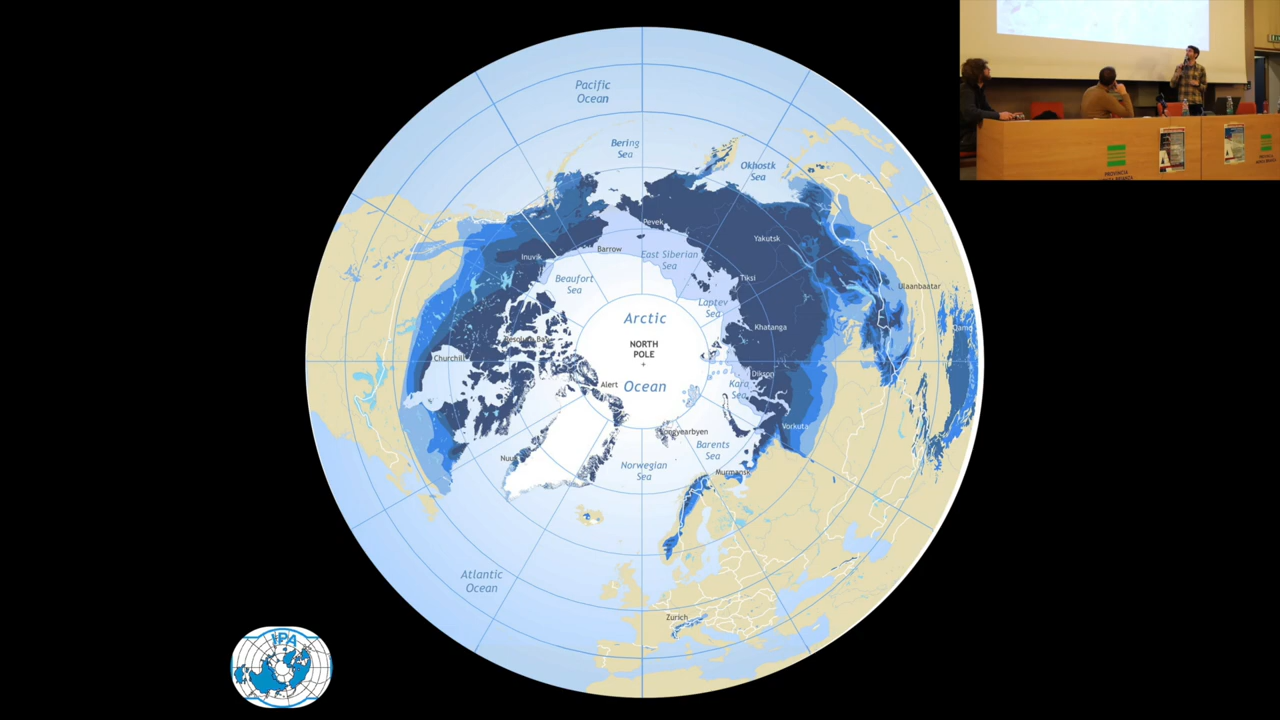 Pacific
Ocean
Bering
Sea
Okhostk
Sea
Pevek
Yakutsk
Barrow
East Siberian
Sea
Inuvik
Beaufort
Sea
Tiksi
Ulaanbaatar
Laptev
Sea
Arctic
Khatanga
Resolute Bay
NORTH
POLE
+
Churchill
Dikson
Alert
Ocean
Kara
Sea
Vorkuta
Longyearbyen
Barents
Sea
Nuuk
Norwegian
Sea
Murmansk
Atlantic
Ocean
Zurich
IPA
PROVINCIA